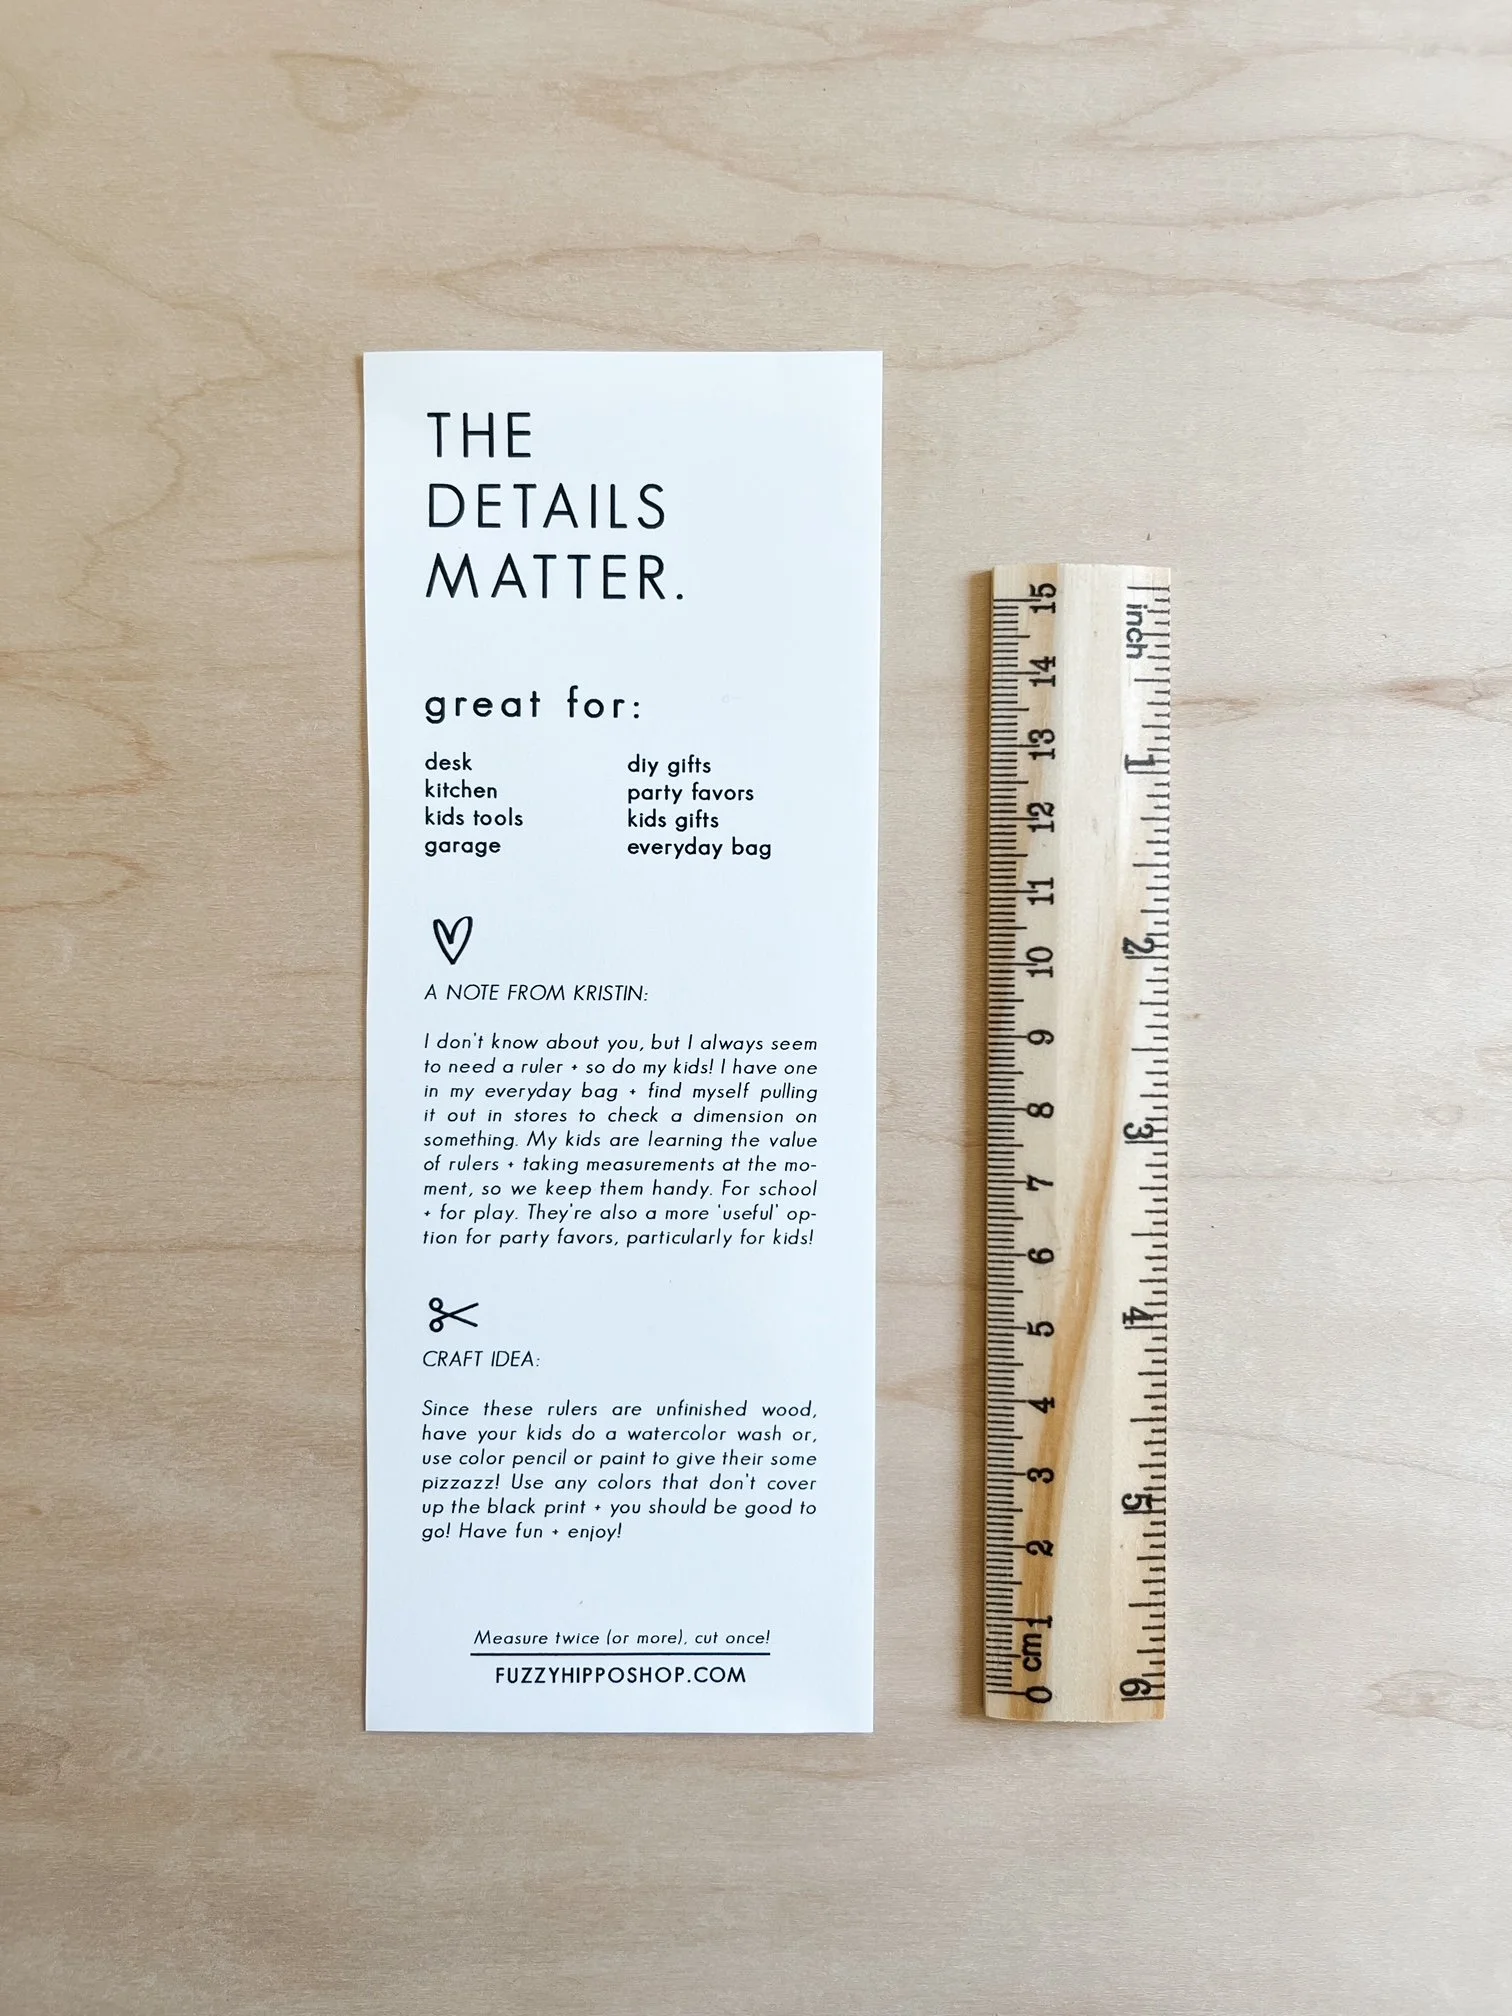 THE
DETAILS
MATTER.
great for:
desk
kitchen
kids tools
garage
diy gifts
party favors
kids gifts
everyday bag
A NOTE FROM KRISTIN:
I don't know about you, but I always seem
to need a ruler + so do my kids! I have one
in my everyday bag + find myself pulling
it out in stores to check a dimension on
something. My kids are learning the value
of rulers + taking measurements at the mo-
ment, so we keep them handy. For school
+ for play. They're also a more 'useful' op-
tion for party favors, particularly for kids!
CRAFT IDEA:
Since these rulers are unfinished wood,
have your kids do a watercolor wash or,
use color pencil or paint to give their some
pizzazz! Use any colors that don't cover
up the black print + you should be good to
go! Have fun + enjoy!
Measure twice (or more), cut once!
FUZZYHIPPOSHOP.COM
0 cm 1 2 3 4 5 6 7 8 9 10 11 12 13 14 15
inch 1 2 3 4 5 6